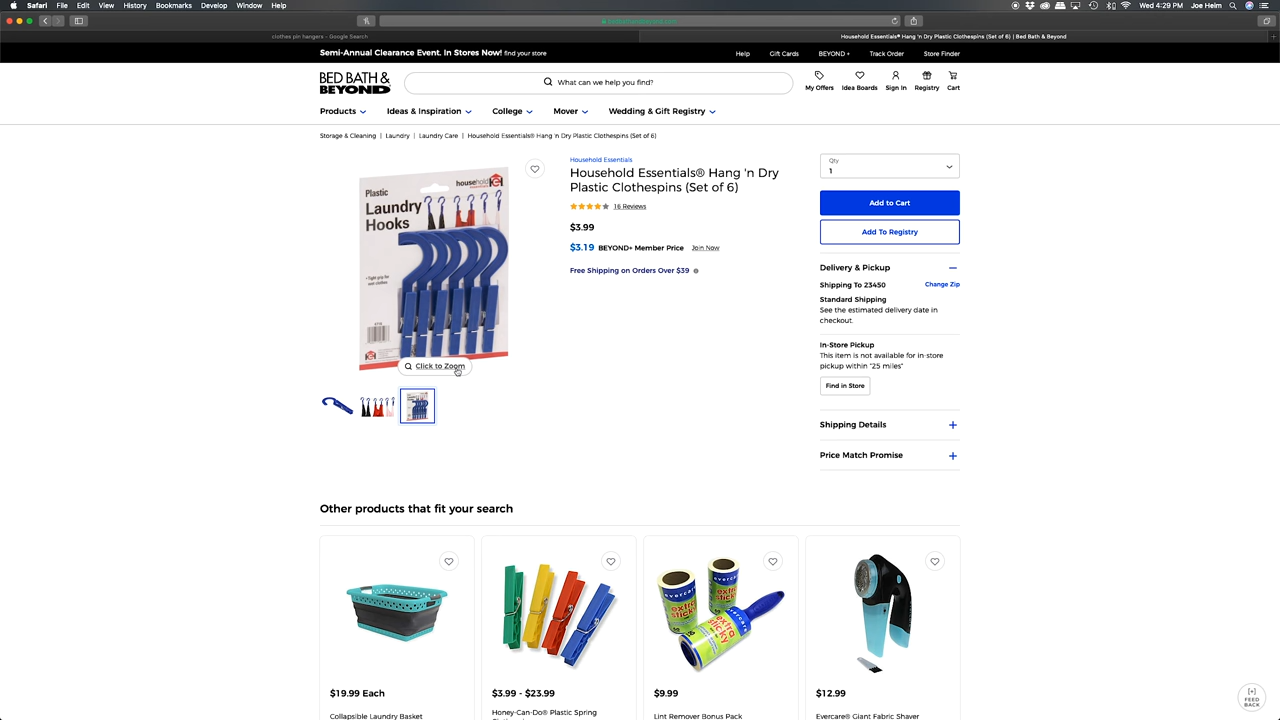 Safari File Edit View History Bookmarks Develop Window Help
Wed 4:29 PM Joe Helm
bedbathandbeyond.com
clothes pin hangers - Google Search
Household Essentials® Hang 'n Dry Plastic Clothespins (Set of 6) | Bed Bath & Beyond
Semi-Annual Clearance Event. In Stores Now! find your store
Help Gift Cards BEYOND + Track Order Store Finder
BED BATH &
BEYOND
What can we help you find?
My Offers Idea Boards Sign In Registry Cart
Products Ideas & Inspiration College Mover Wedding & Gift Registry
Storage & Cleaning | Laundry | Laundry Care | Household Essentials® Hang 'n Dry Plastic Clothespins (Set of 6)
Plastic
Laundry
Hooks
household
Click to Zoom
Household Essentials
Household Essentials® Hang 'n Dry
Plastic Clothespins (Set of 6)
16 Reviews
$3.99
$3.19 BEYOND+ Member Price Join Now
Free Shipping on Orders Over $39
Qty
1
Add to Cart
Add To Registry
Delivery & Pickup
Shipping To 23450 Change Zip
Standard Shipping
See the estimated delivery date in
checkout.
In-Store Pickup
This item is not available for in-store
pickup within "25 miles"
Find in Store
Shipping Details
Price Match Promise
Other products that fit your search
evercare
extra
sticky
$19.99 Each
Collapsible Laundry Basket
$3.99 - $23.99
Honey-Can-Do® Plastic Spring
$9.99
Lint Remover Bonus Pack
$12.99
Evercare® Giant Fabric Shaver
[+]
FEED
BACK